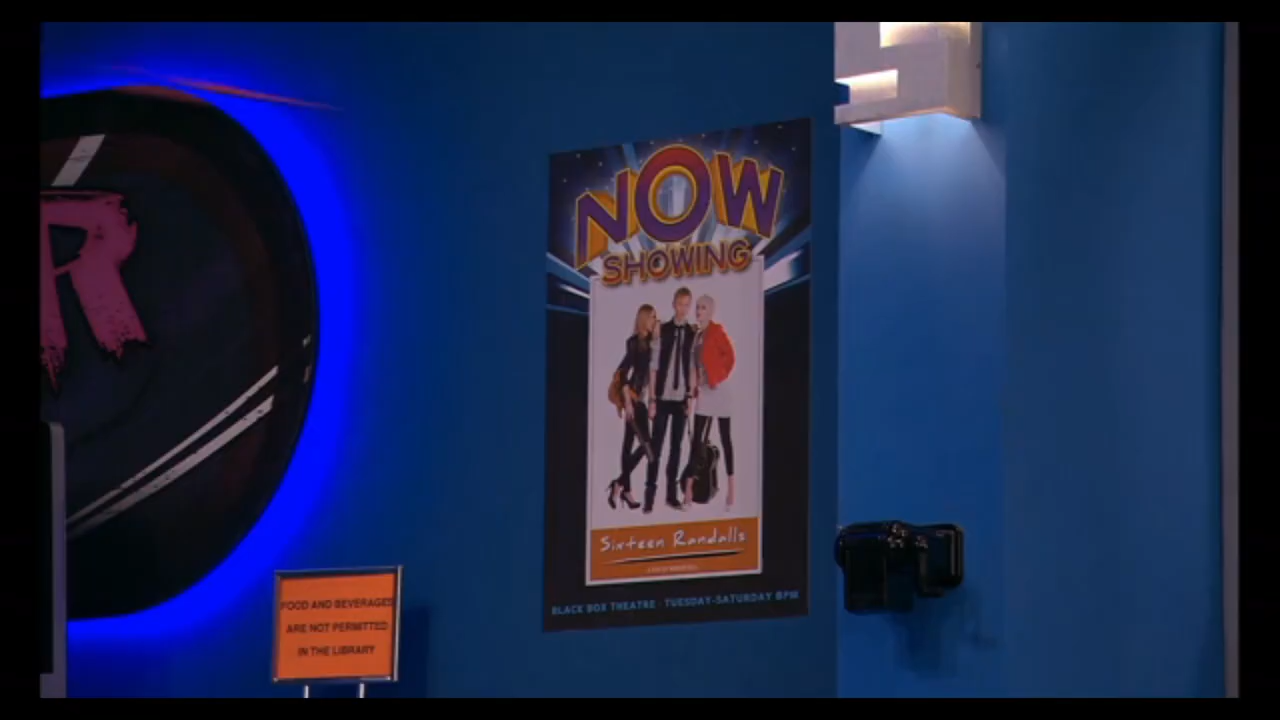 R
NOW
SHOWING
Sixteen Randalls
BLACK BOX THEATRE TUESDAY-SATURDAY 8PM
FOOD AND BEVERAGES
ARE NOT PERMITTED
IN THE LIBRARY